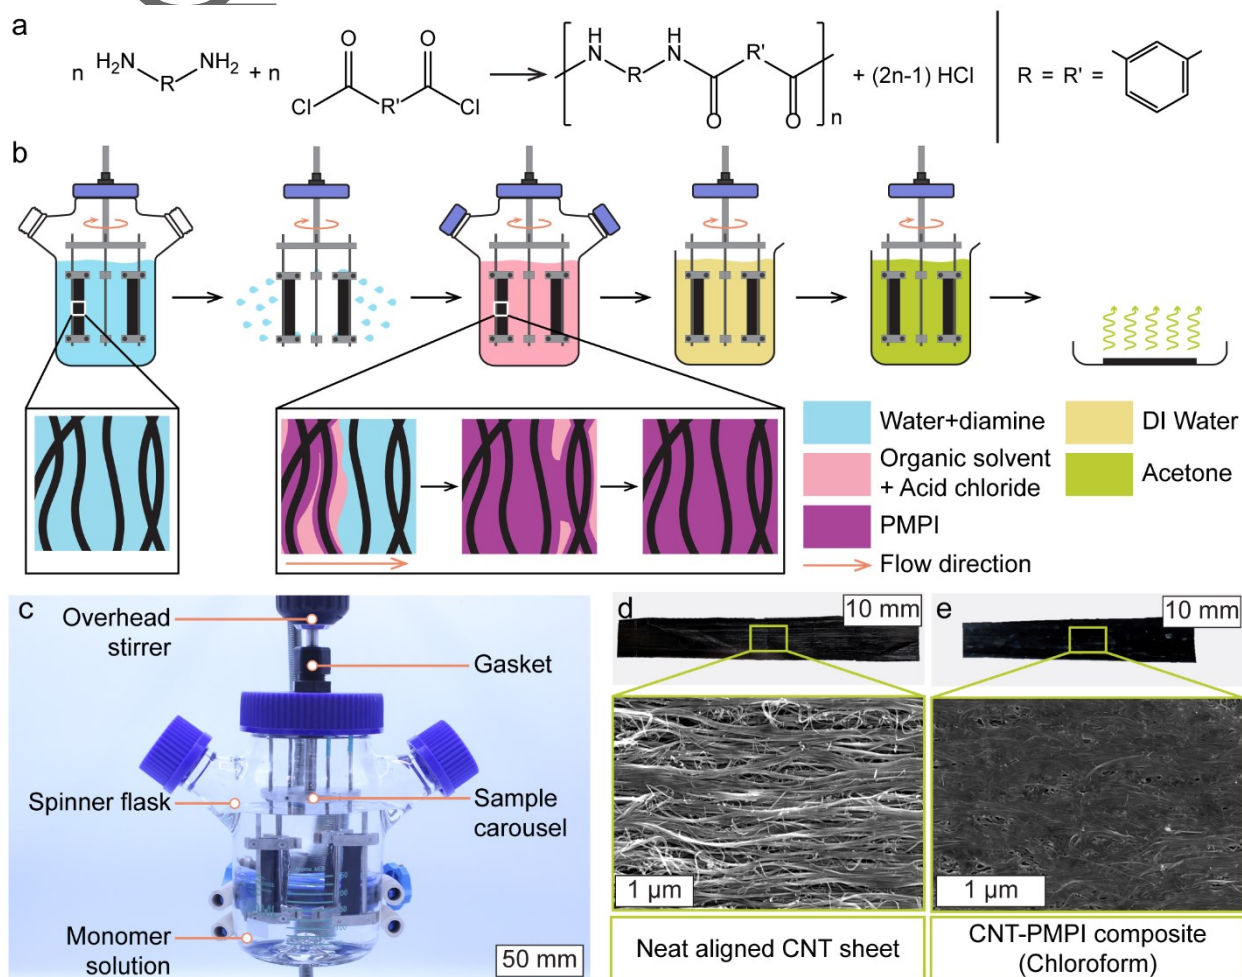 a
n H₂N R NH₂ + n Cl O R' O Cl → [ H N R H N O R' O ]n + (2n-1) HCl R = R' =
b
Water+diamine
DI Water
Organic solvent
+ Acid chloride
Acetone
PMPI
Flow direction
c
Overhead
stirrer
Gasket
Spinner flask
Sample
carousel
Monomer
solution
50 mm
d
10 mm
1 µm
Neat aligned CNT sheet
e
10 mm
1 µm
CNT-PMPI composite
(Chloroform)